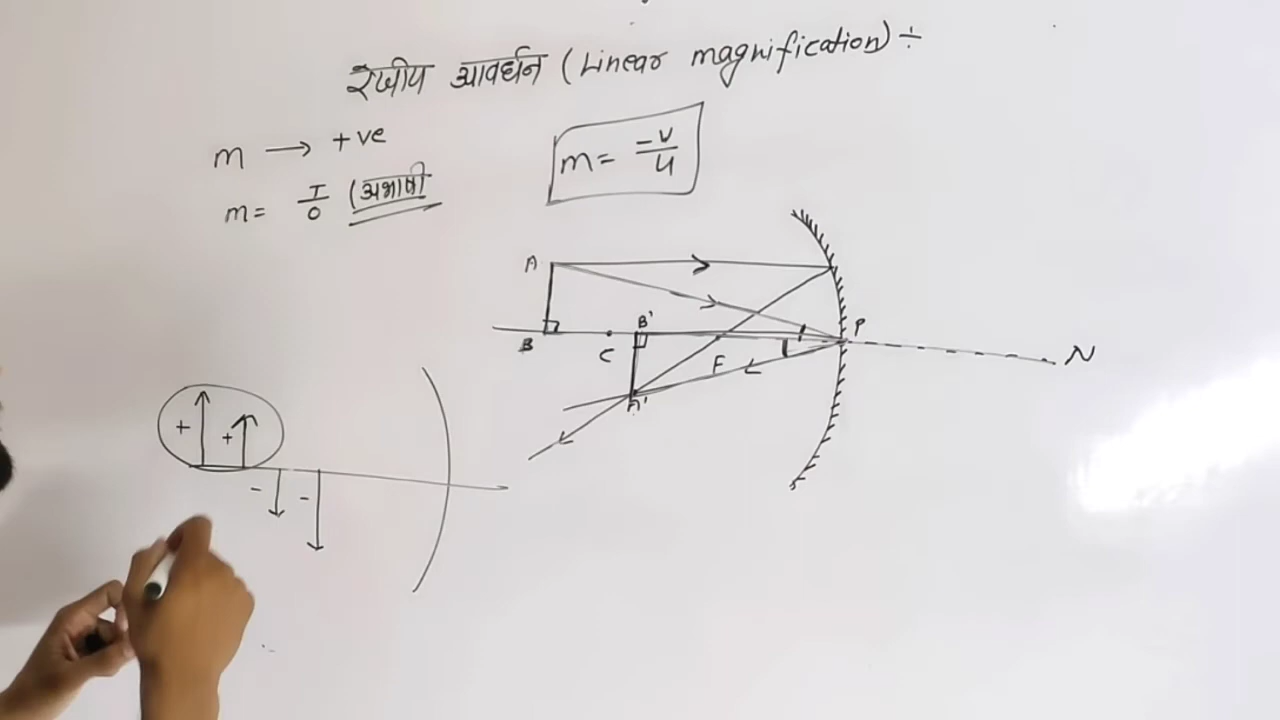 रेखीय आवर्धन (Linear magnification) ÷
m → +ve
m = -v/u
m = I/O (आभाषी
A
B' P
B C N
F
A'
+ +
- -